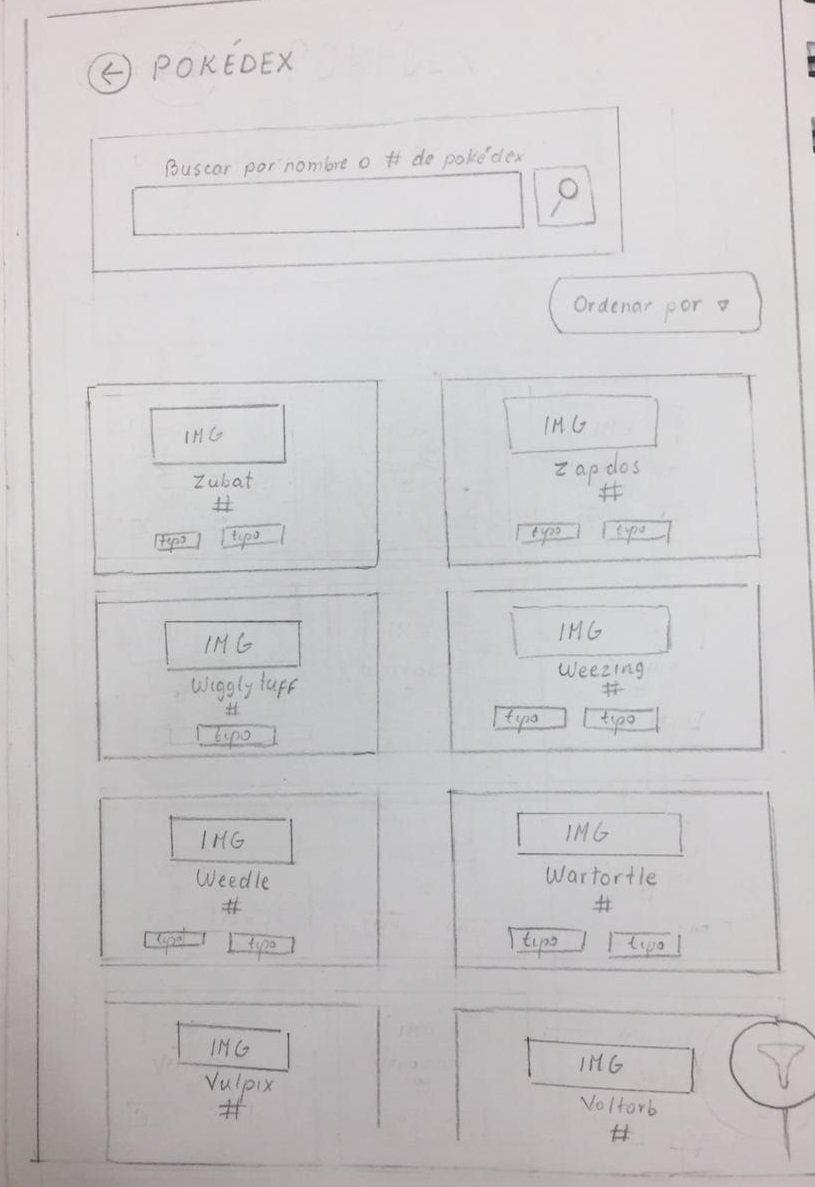 POKÉDEX
Buscar por nombre o # de pokédex
Ordenar por
IMG
Zubat
#
tipo tipo
IMG
Zapdos
#
tipo tipo
IMG
Wigglytuff
#
tipo
IMG
Weezing
#
tipo tipo
IMG
Weedle
#
tipo tipo
IMG
Wartortle
#
tipo tipo
IMG
Vulpix
#
IMG
Voltorb
#